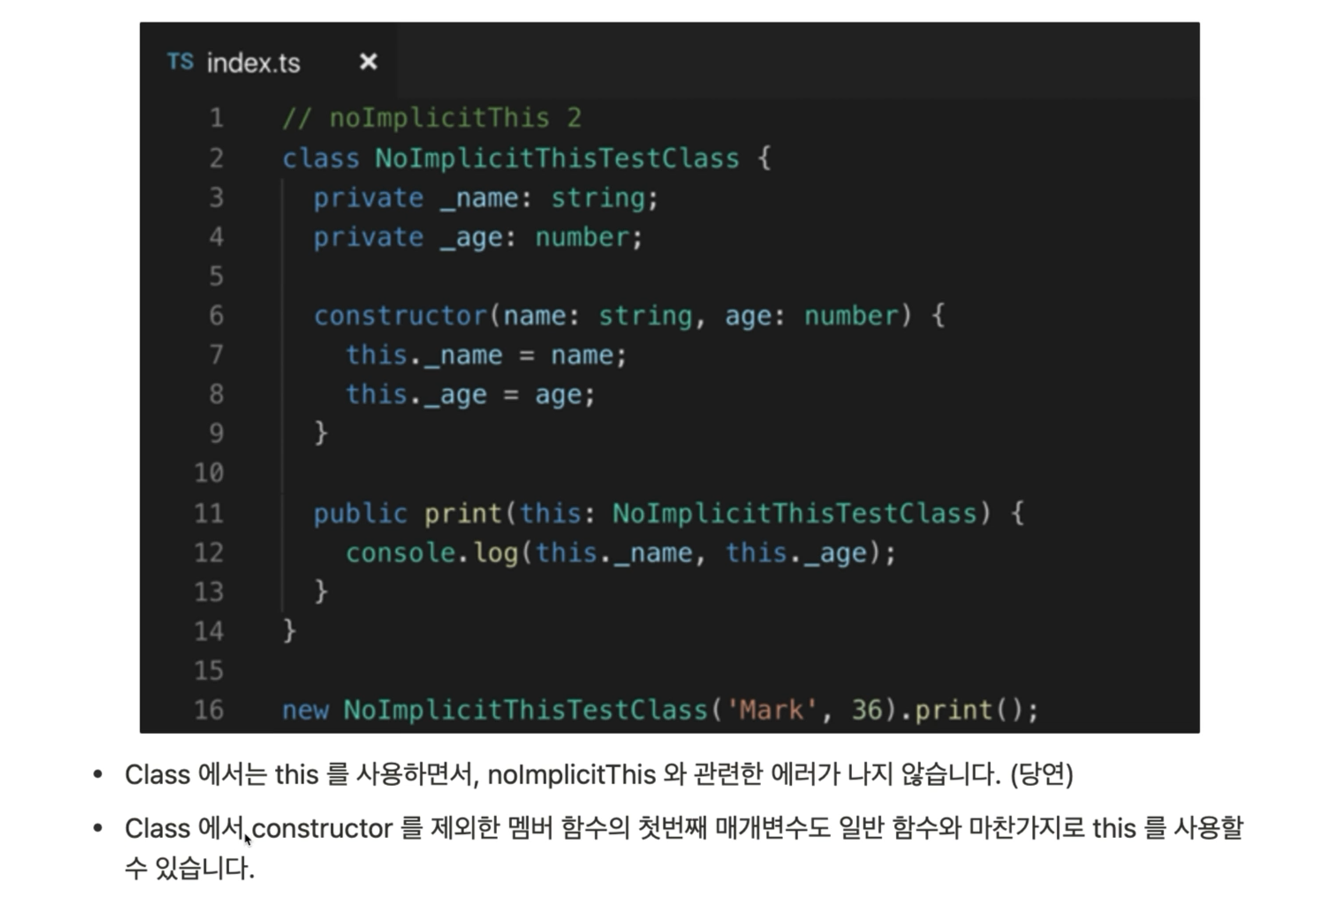 TS index.ts ×
1 // noImplicitThis 2
2 class NoImplicitThisTestClass {
3 private _name: string;
4 private _age: number;
5
6 constructor(name: string, age: number) {
7 this._name = name;
8 this._age = age;
9 }
10
11 public print(this: NoImplicitThisTestClass) {
12 console.log(this._name, this._age);
13 }
14 }
15
16 new NoImplicitThisTestClass('Mark', 36).print();
• Class 에서는 this 를 사용하면서, noImplicitThis 와 관련한 에러가 나지 않습니다. (당연)
• Class 에서 constructor 를 제외한 멤버 함수의 첫번째 매개변수도 일반 함수와 마찬가지로 this 를 사용할
수 있습니다.